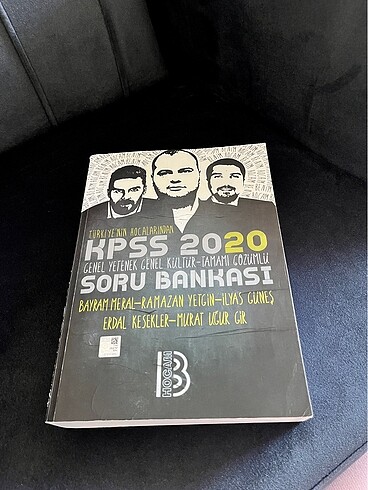 TÜRKİYE'NİN HOCALARINDAN
KPSS 2020
GENEL YETENEK GENEL KÜLTÜR-TAMAMI ÇÖZÜMLÜ
SORU BANKASI
BAYRAM MERAL-RAMAZAN YETGİN-İLYAS GÜNEŞ
ERDAL KESEKLER-MURAT UĞUR GİR
B
HOCAM